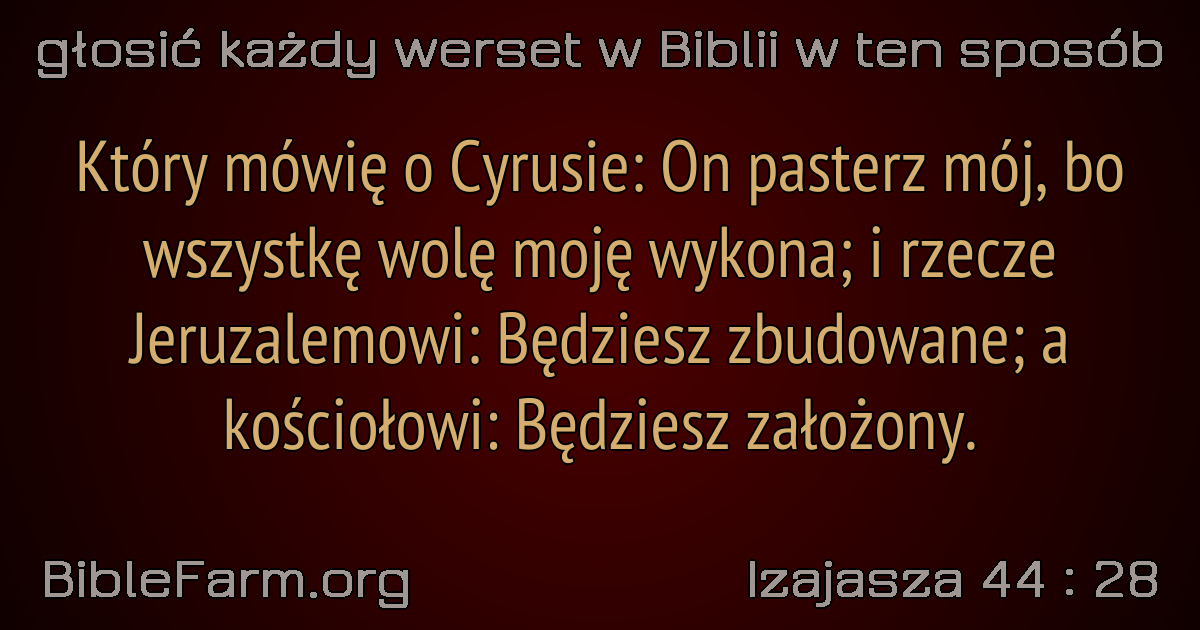 głosić każdy werset w Biblii w ten sposób
Który mówię o Cyrusie: On pasterz mój, bo
wszystkę wolę moję wykona; i rzecze
Jeruzalemowi: Będziesz zbudowane; a
kościołowi: Będziesz założony.
BibleFarm.org
Izajasza 44 : 28